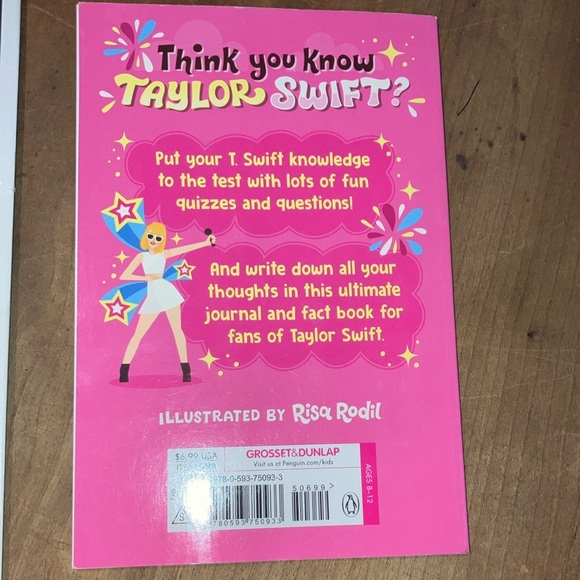 Think you know
TAYLOR SWIFT?
Put your T. Swift knowledge
to the test with lots of fun
quizzes and questions!
And write down all your
thoughts in this ultimate
journal and fact book for
fans of Taylor Swift.
ILLUSTRATED BY Risa Rodil
$6.99 USA
GROSSET&DUNLAP
Visit us at Penguin.com/kids
978-0-593-75093-3
50699>
780593750933
AGES 8–12